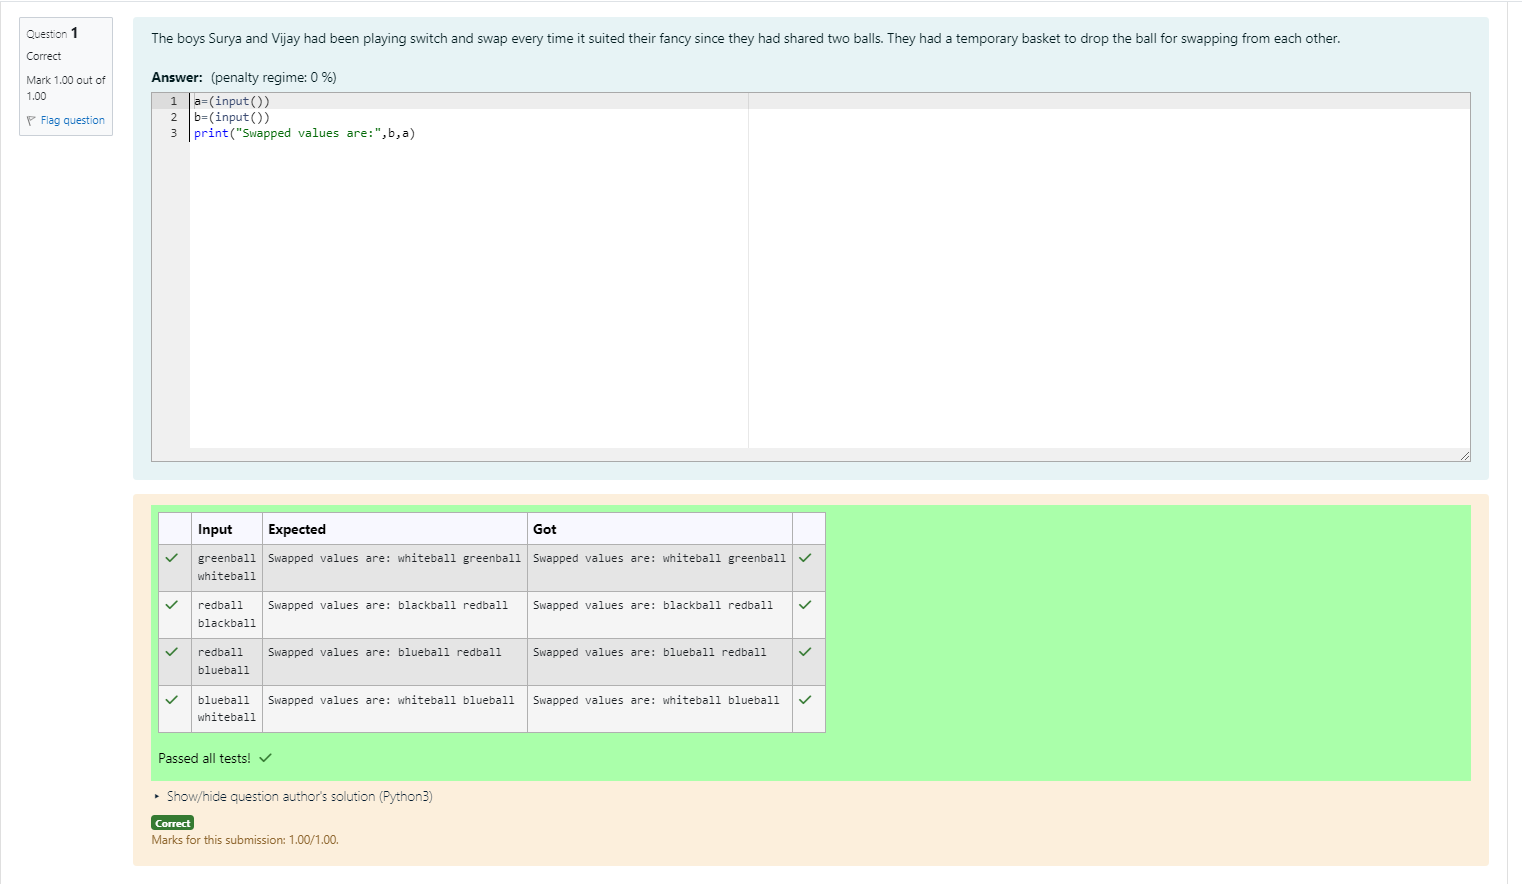 Question 1
Correct
Mark 1.00 out of
1.00
Flag question
The boys Surya and Vijay had been playing switch and swap every time it suited their fancy since they had shared two balls. They had a temporary basket to drop the ball for swapping from each other.
Answer: (penalty regime: 0 %)
1 a=(input())
2 b=(input())
3 print("Swapped values are:",b,a)
Input Expected Got
greenball Swapped values are: whiteball greenball Swapped values are: whiteball greenball
whiteball
redball Swapped values are: blackball redball Swapped values are: blackball redball
blackball
redball Swapped values are: blueball redball Swapped values are: blueball redball
blueball
blueball Swapped values are: whiteball blueball Swapped values are: whiteball blueball
whiteball
Passed all tests!
Show/hide question author's solution (Python3)
Correct
Marks for this submission: 1.00/1.00.